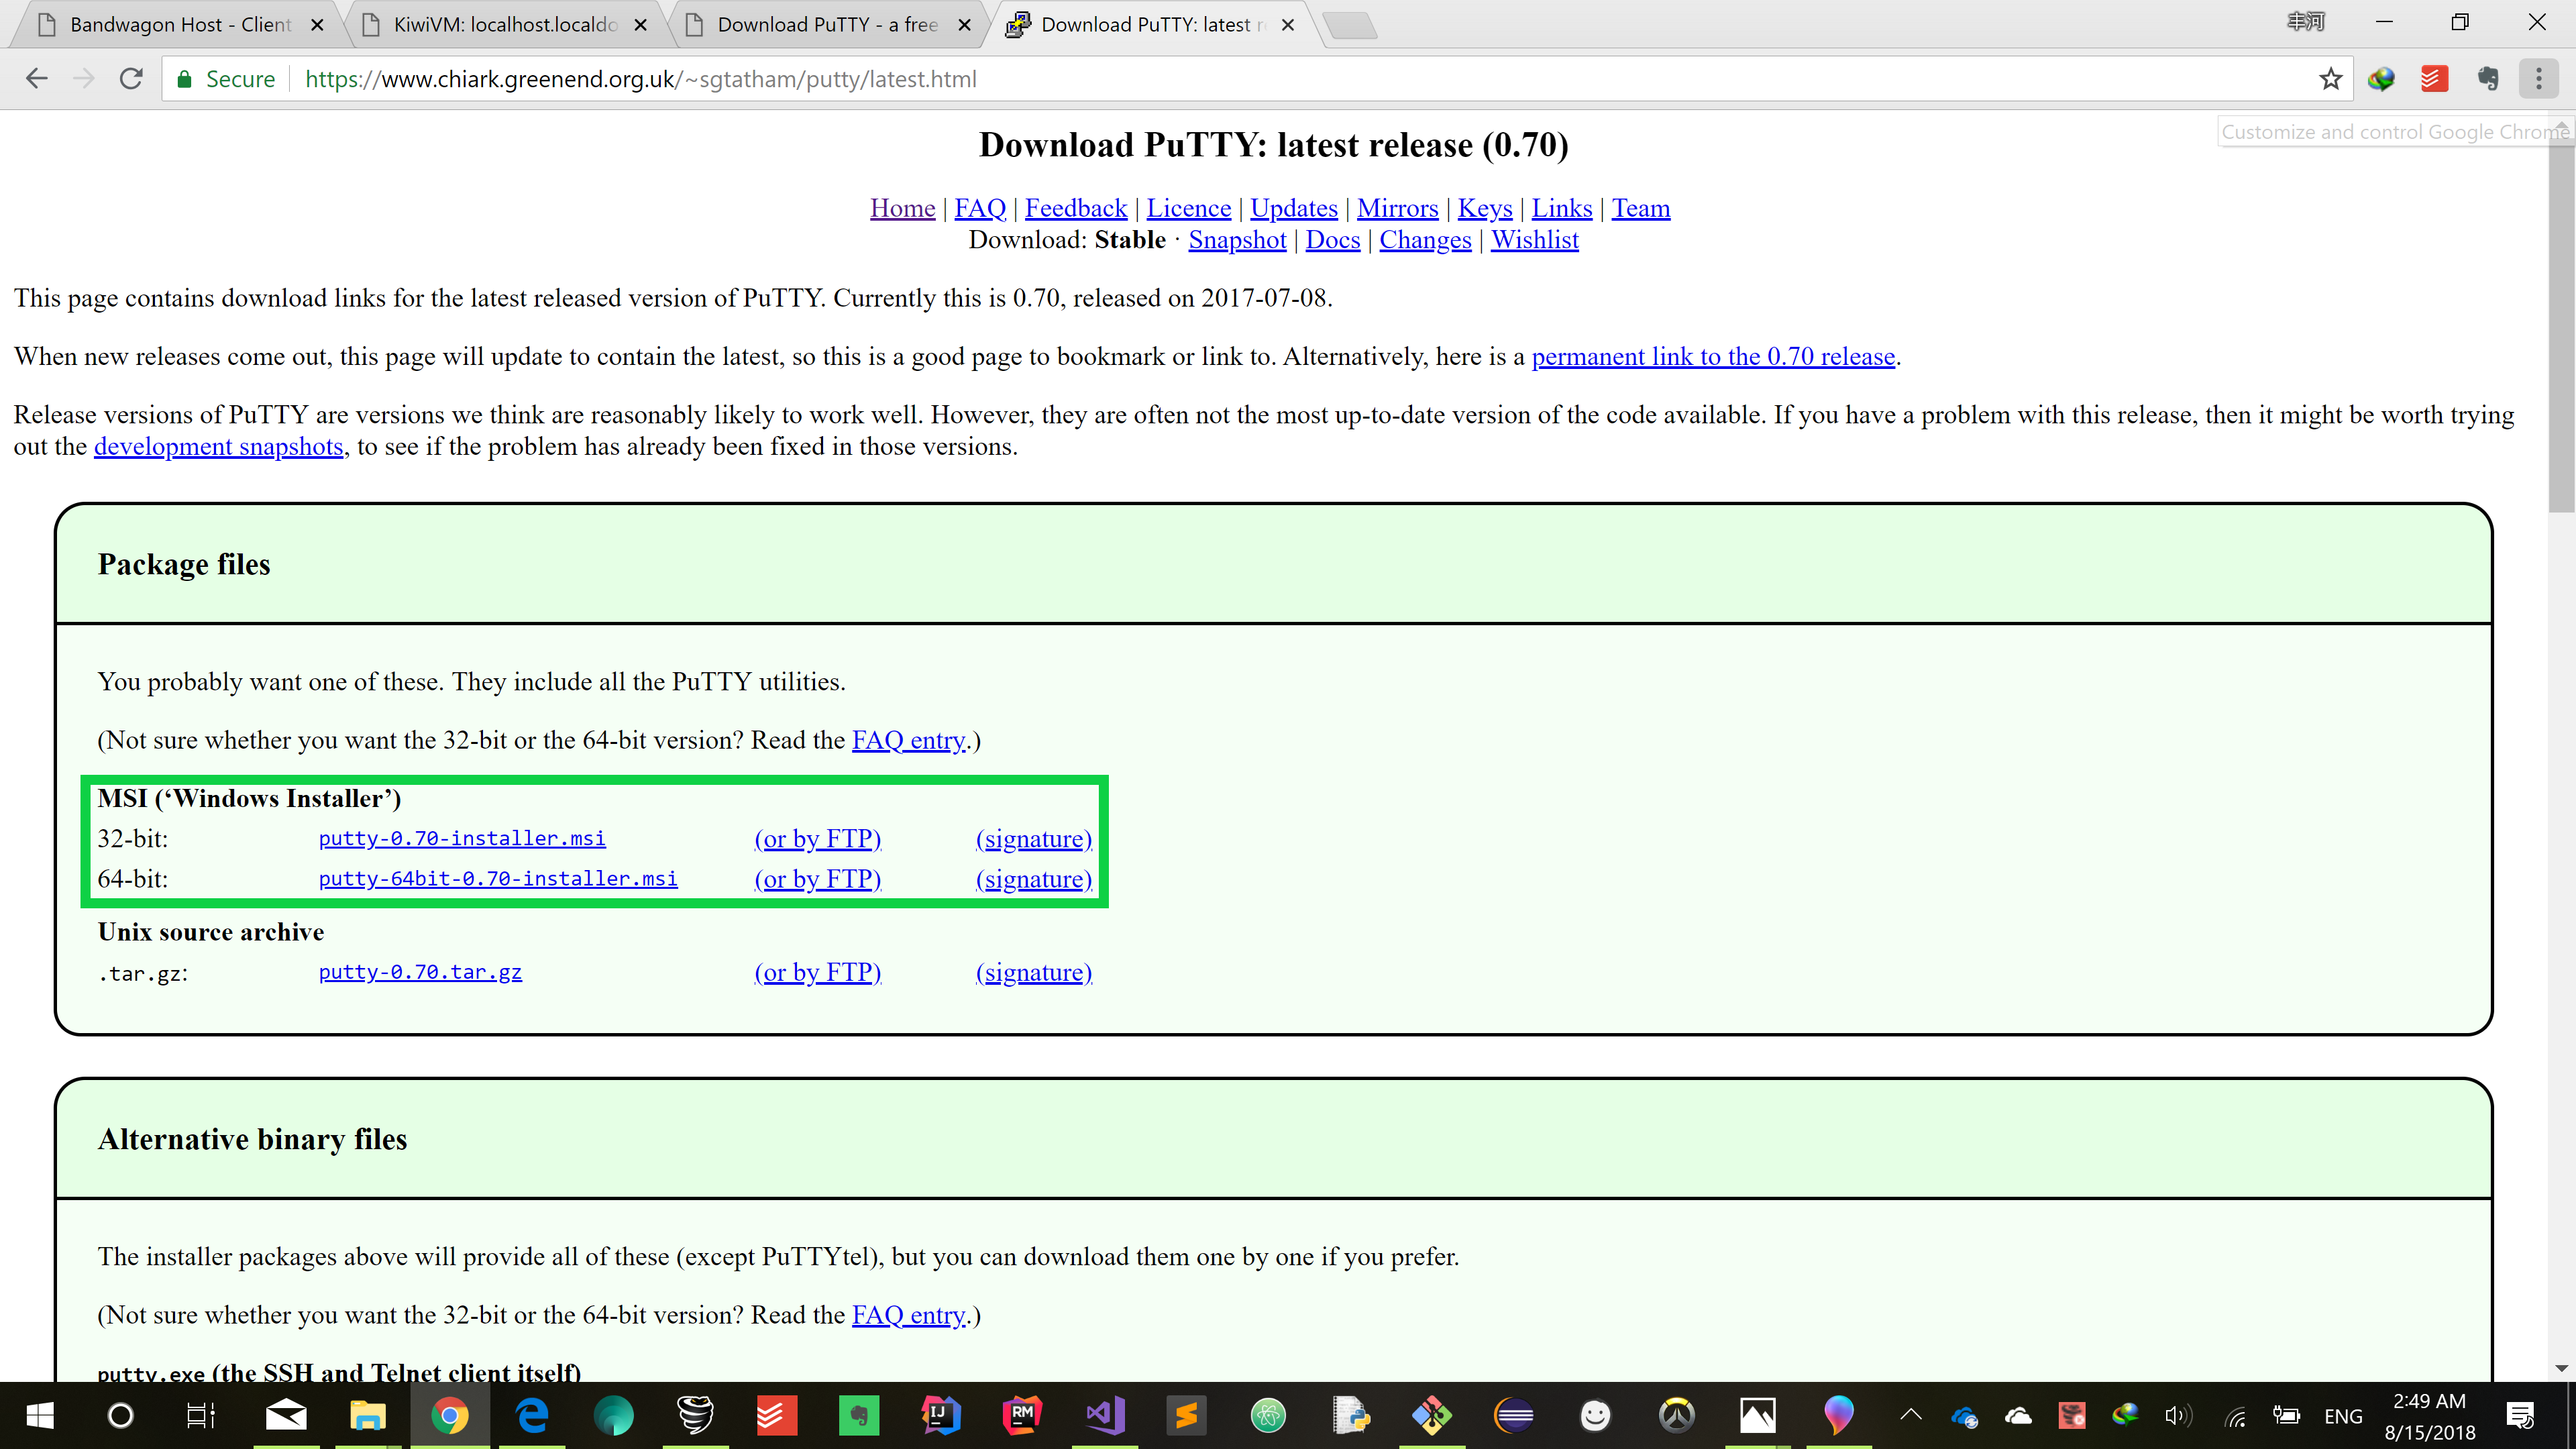 Bandwagon Host - Client
KiwiVM: localhost.localdo
Download PuTTY - a free
Download PuTTY: latest r
丰河
Secure
https://www.chiark.greenend.org.uk/~sgtatham/putty/latest.html
Customize and control Google Chrome
Download PuTTY: latest release (0.70)
Home | FAQ | Feedback | Licence | Updates | Mirrors | Keys | Links | Team
Download: Stable · Snapshot | Docs | Changes | Wishlist
This page contains download links for the latest released version of PuTTY. Currently this is 0.70, released on 2017-07-08.
When new releases come out, this page will update to contain the latest, so this is a good page to bookmark or link to. Alternatively, here is a permanent link to the 0.70 release.
Release versions of PuTTY are versions we think are reasonably likely to work well. However, they are often not the most up-to-date version of the code available. If you have a problem with this release, then it might be worth trying
out the development snapshots, to see if the problem has already been fixed in those versions.
Package files
You probably want one of these. They include all the PuTTY utilities.
(Not sure whether you want the 32-bit or the 64-bit version? Read the FAQ entry.)
MSI (‘Windows Installer’)
32-bit: putty-0.70-installer.msi (or by FTP) (signature)
64-bit: putty-64bit-0.70-installer.msi (or by FTP) (signature)
Unix source archive
.tar.gz: putty-0.70.tar.gz (or by FTP) (signature)
Alternative binary files
The installer packages above will provide all of these (except PuTTYtel), but you can download them one by one if you prefer.
(Not sure whether you want the 32-bit or the 64-bit version? Read the FAQ entry.)
putty.exe (the SSH and Telnet client itself)
IJ
RM
ENG
2:49 AM
8/15/2018